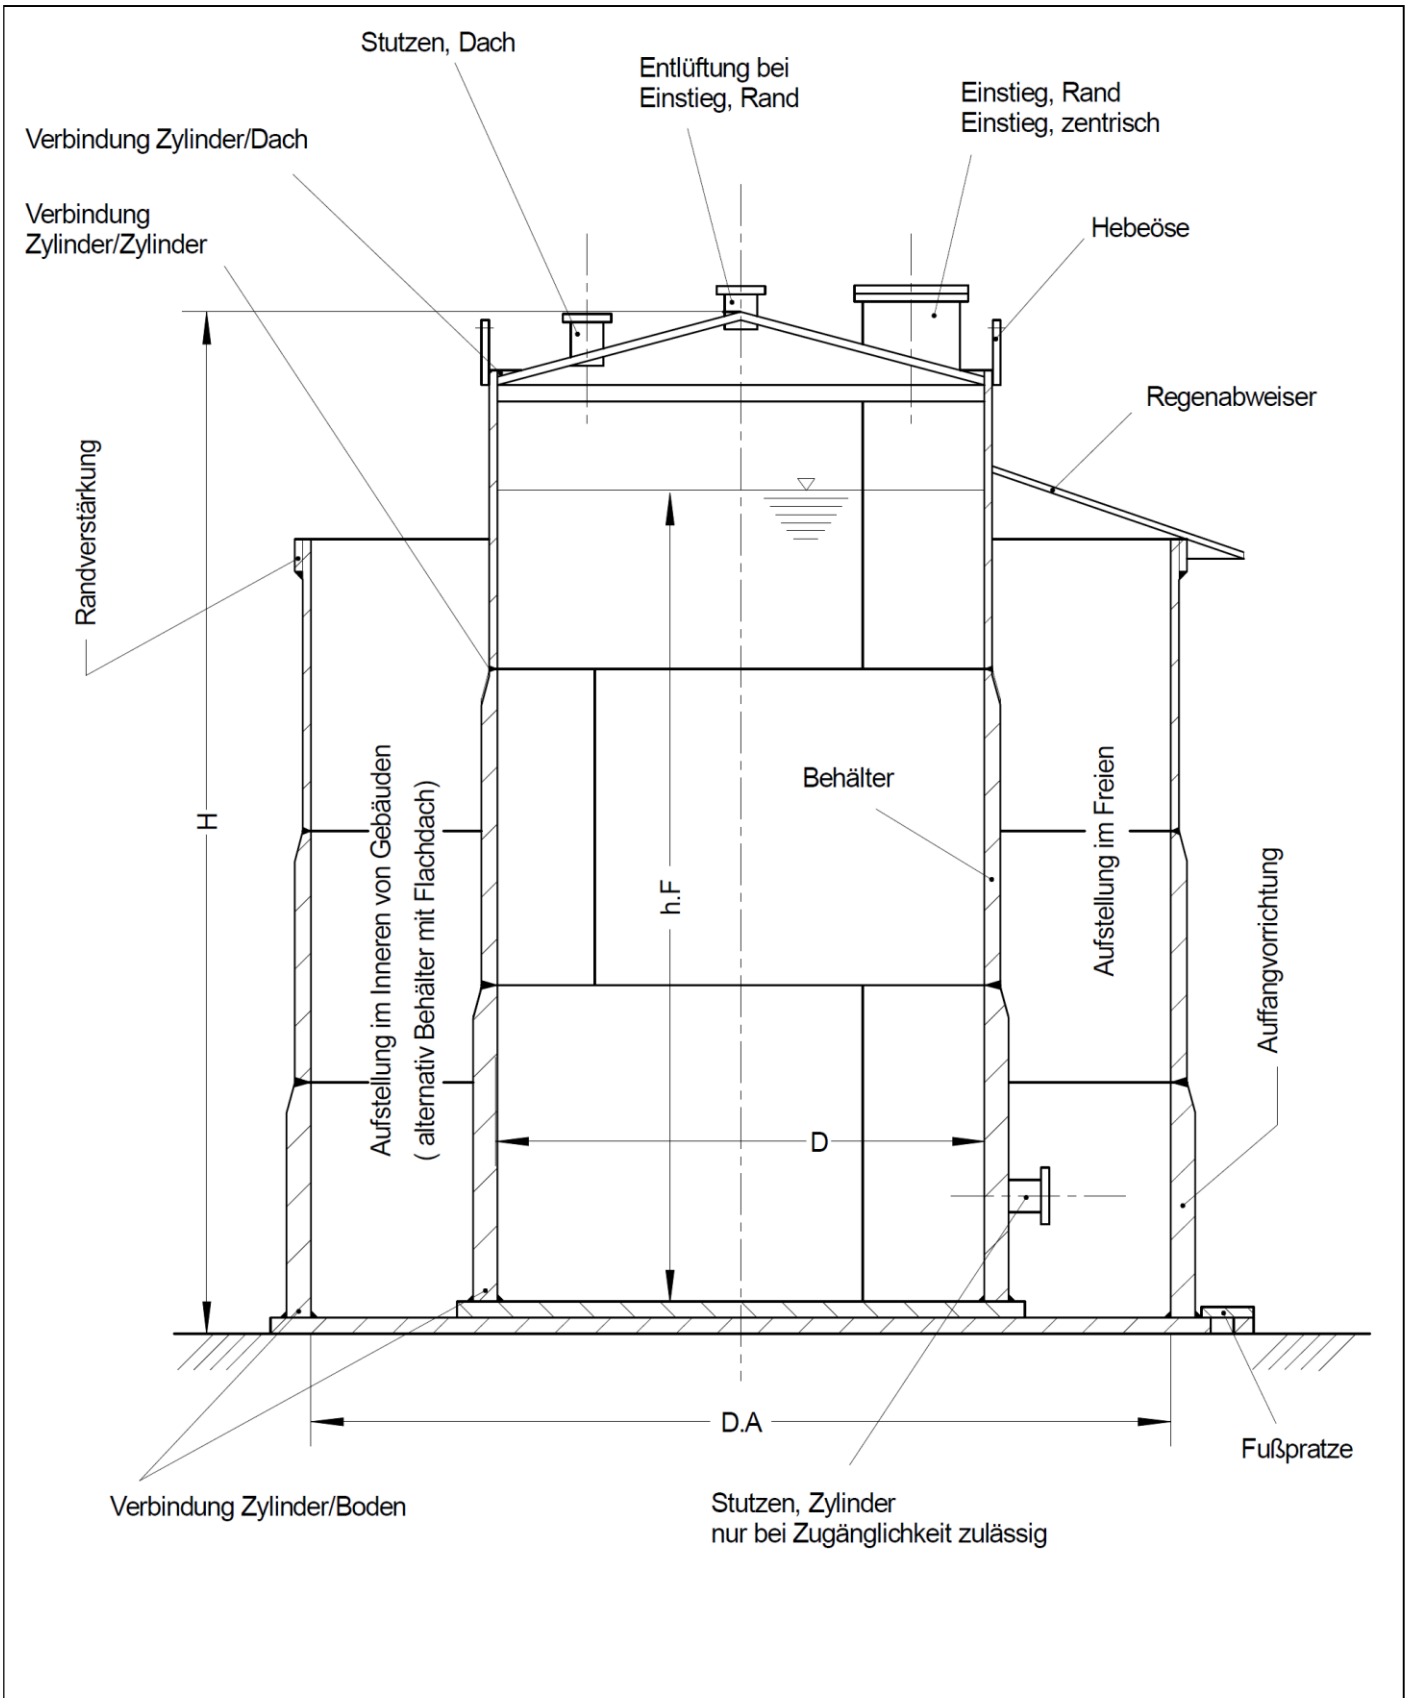 Stutzen, Dach
Entlüftung bei
Einstieg, Rand
Einstieg, Rand
Einstieg, zentrisch
Verbindung Zylinder/Dach
Verbindung
Zylinder/Zylinder
Hebeöse
Regenabweiser
Randverstärkung
Behälter
H
h.F
Aufstellung im Inneren von Gebäuden
( alternativ Behälter mit Flachdach)
Aufstellung im Freien
Auffangvorrichtung
D
D.A
Fußpratze
Verbindung Zylinder/Boden
Stutzen, Zylinder
nur bei Zugänglichkeit zulässig